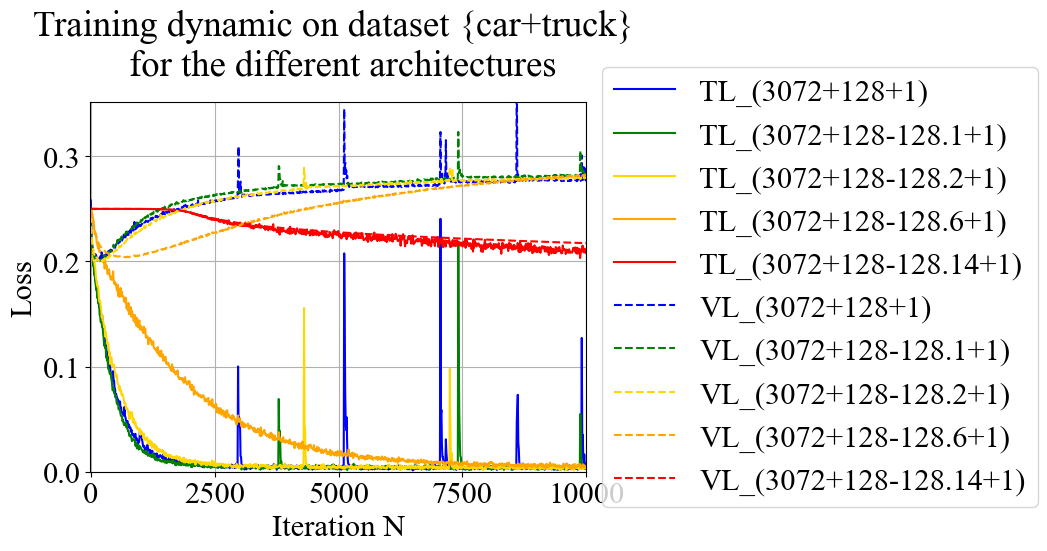 Training dynamic on dataset {car+truck}
for the different architectures
Loss
0.3
0.2
0.1
0.0
0
2500
5000
7500
10000
Iteration N
TL_(3072+128+1)
TL_(3072+128-128.1+1)
TL_(3072+128-128.2+1)
TL_(3072+128-128.6+1)
TL_(3072+128-128.14+1)
VL_(3072+128+1)
VL_(3072+128-128.1+1)
VL_(3072+128-128.2+1)
VL_(3072+128-128.6+1)
VL_(3072+128-128.14+1)